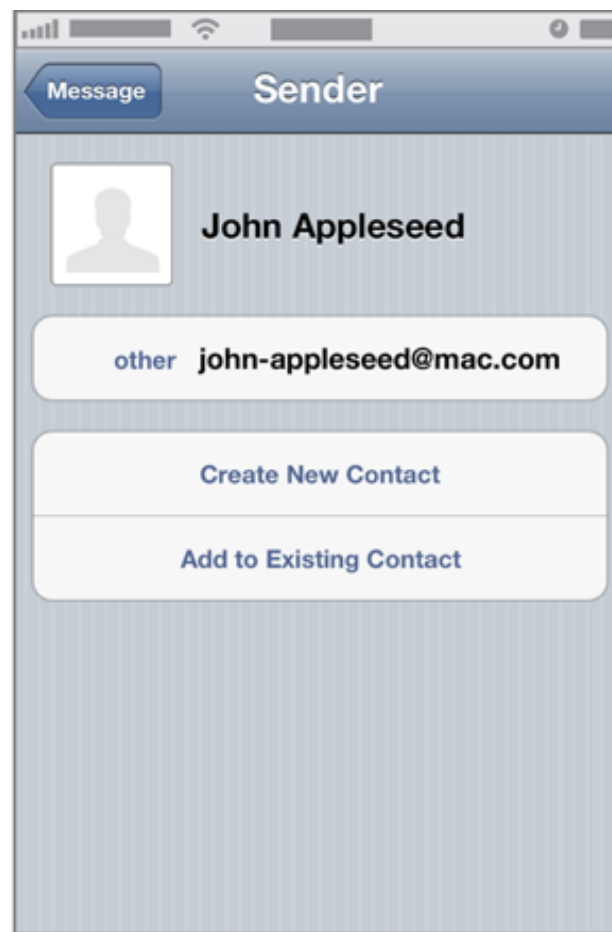 Message
Sender
John Appleseed
other john-appleseed@mac.com
Create New Contact
Add to Existing Contact